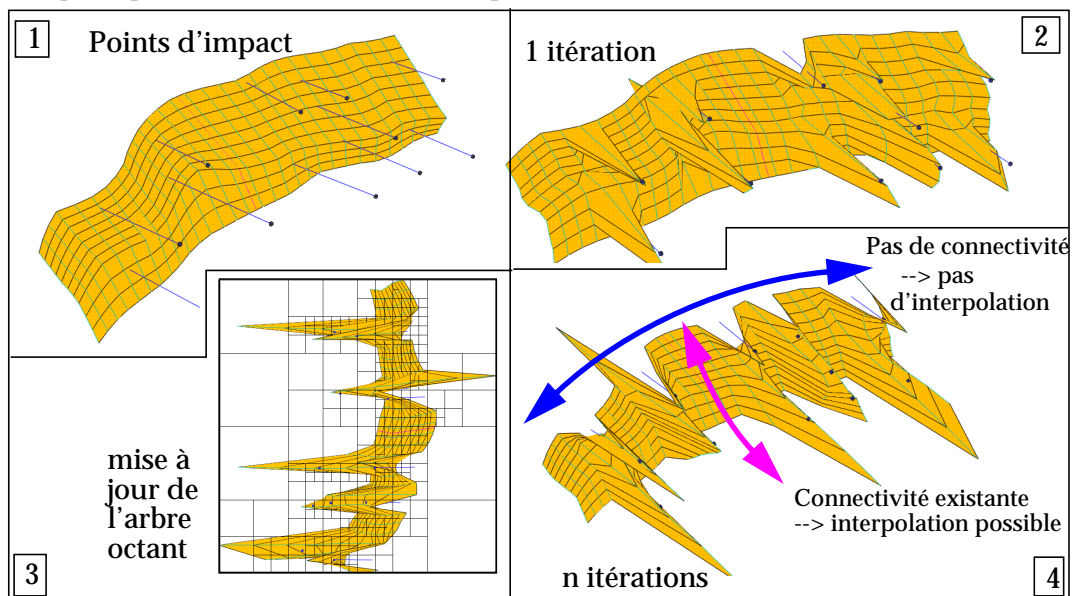 1
Points d'impact
1 itération
2
Pas de connectivité
--> pas
d'interpolation
mise à
jour de
l'arbre
octant
3
Connectivité existante
--> interpolation possible
n itérations
4